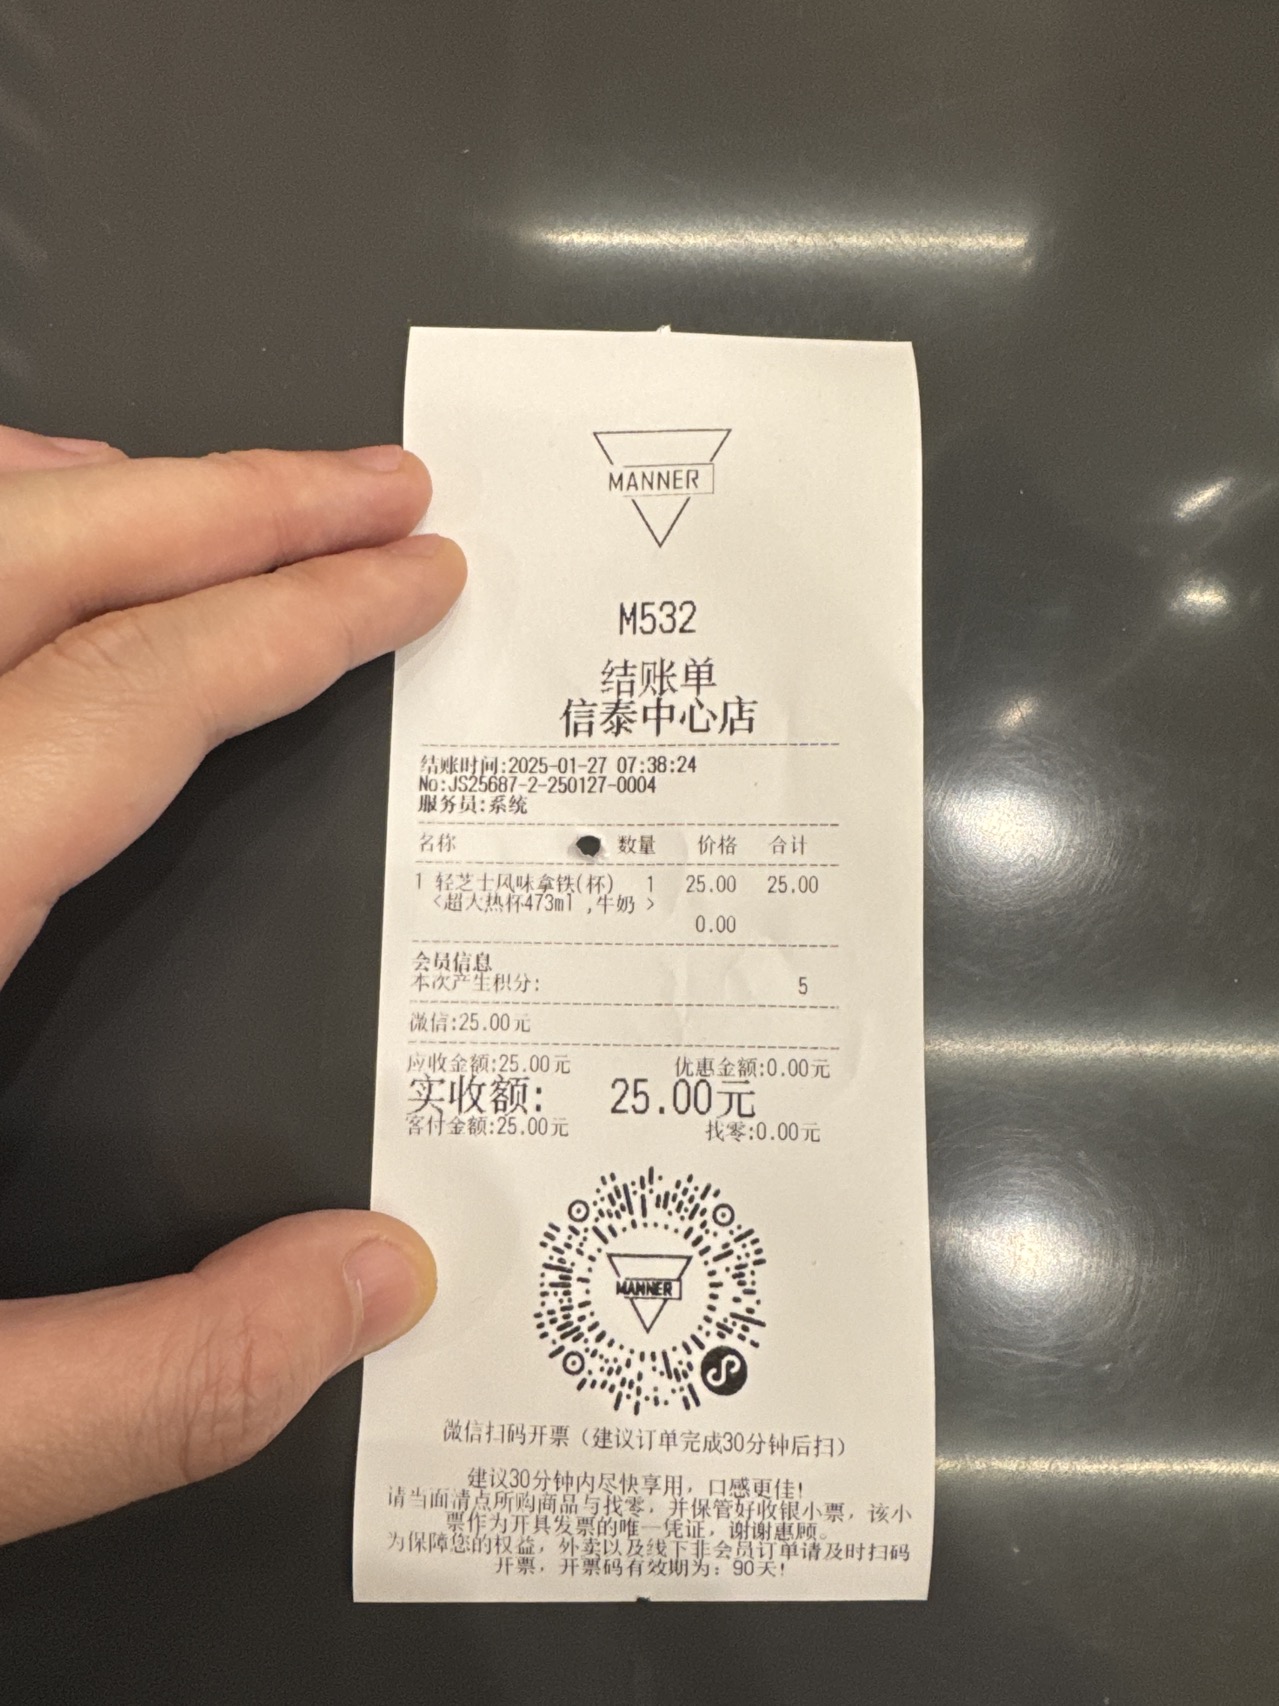 MANNER
M532
结账单
信泰中心店
结账时间:2025-01-27 07:38:24
No:JS25687-2-250127-0004
服务员:系统
名称 数量 价格 合计
1 轻芝士风味拿铁(杯) 1 25.00 25.00
<超大热杯473ml ,牛奶 >
0.00
会员信息
本次产生积分: 5
微信:25.00元
应收金额:25.00元 优惠金额:0.00元
实收额: 25.00元
客付金额:25.00元 找零:0.00元
MANNER
微信扫码开票（建议订单完成30分钟后扫）
建议30分钟内尽快享用，口感更佳!
请当面清点所购商品与找零，并保管好收银小票，该小
票作为开具发票的唯一凭证，谢谢惠顾。
为保障您的权益，外卖以及线下非会员订单请及时扫码
开票，开票码有效期为: 90天!